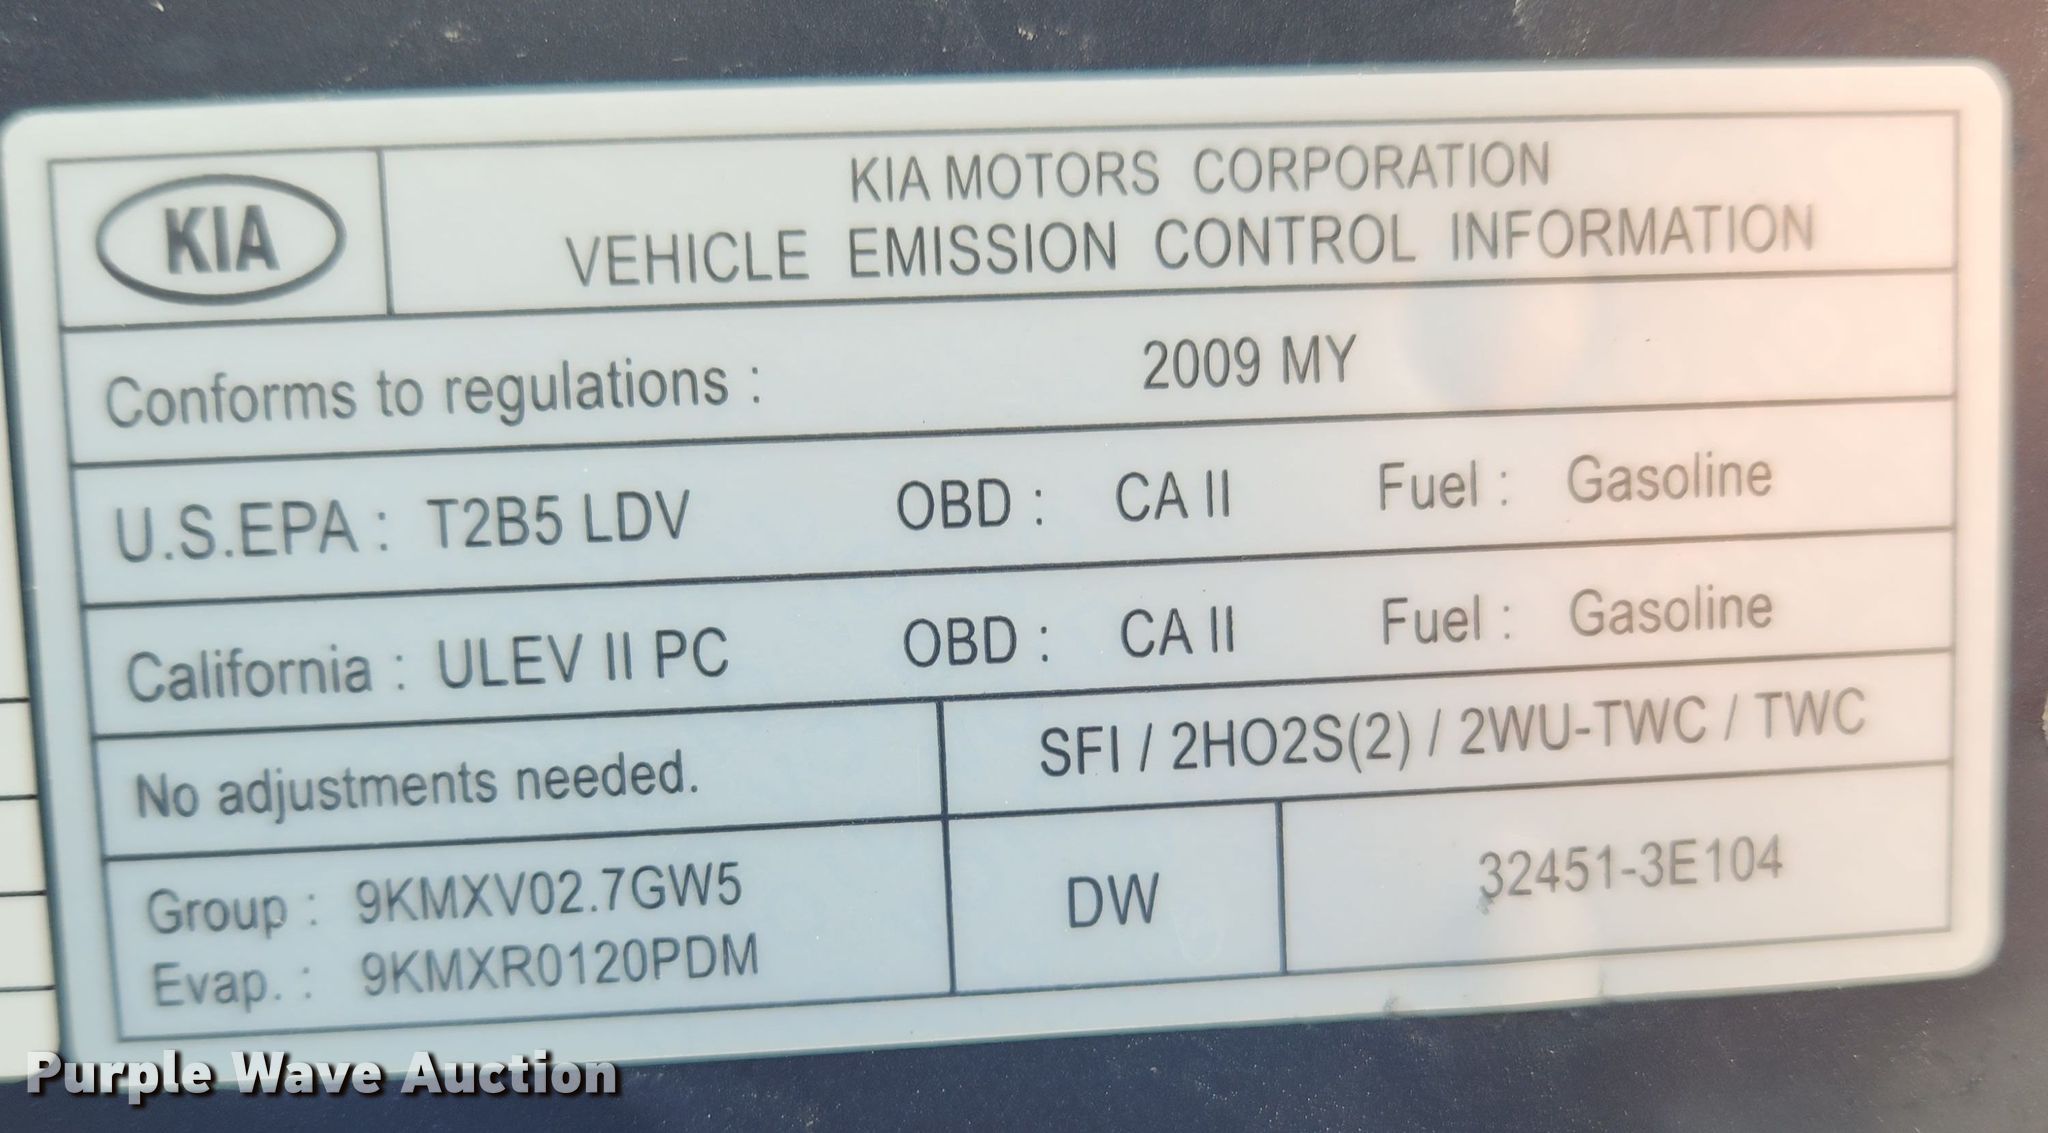 KIA
KIA MOTORS CORPORATION
VEHICLE EMISSION CONTROL INFORMATION
Conforms to regulations : 2009 MY
U.S.EPA : T2B5 LDV OBD : CA II Fuel : Gasoline
California : ULEV II PC OBD : CA II Fuel : Gasoline
No adjustments needed. SFI / 2HO2S(2) / 2WU-TWC / TWC
Group : 9KMXV02.7GW5
Evap. : 9KMXR0120PDM
DW
32451-3E104
Purple Wave Auction